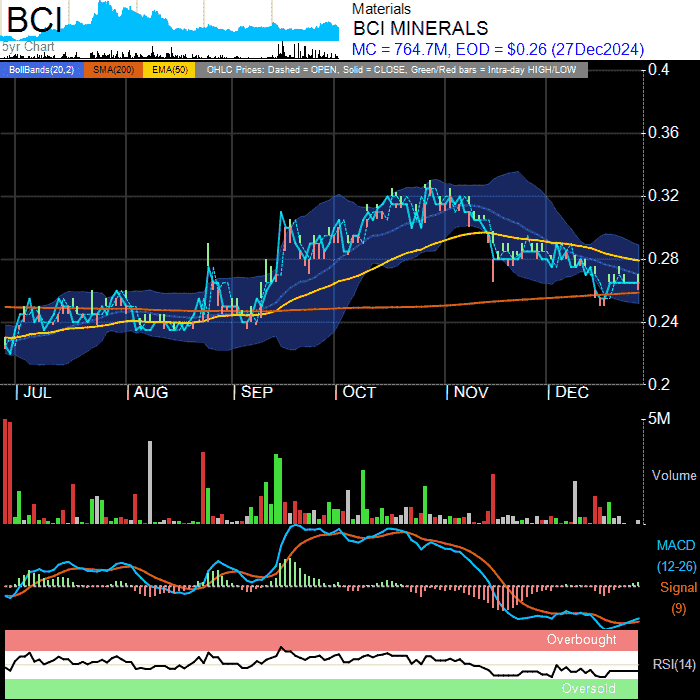 BCI
5yr Chart
Materials
BCI MINERALS
MC = 764.7M, EOD = $0.26 (27Dec2024)
BollBands(20,2) SMA(200) EMA(50) OHLC Prices: Dashed = OPEN, Solid = CLOSE, Green/Red bars = Intra-day HIGH/LOW
0.4
0.36
0.32
0.28
0.24
0.2
JUL AUG SEP OCT NOV DEC
5M
Volume
MACD
(12-26)
Signal
(9)
Overbought
RSI(14)
Oversold